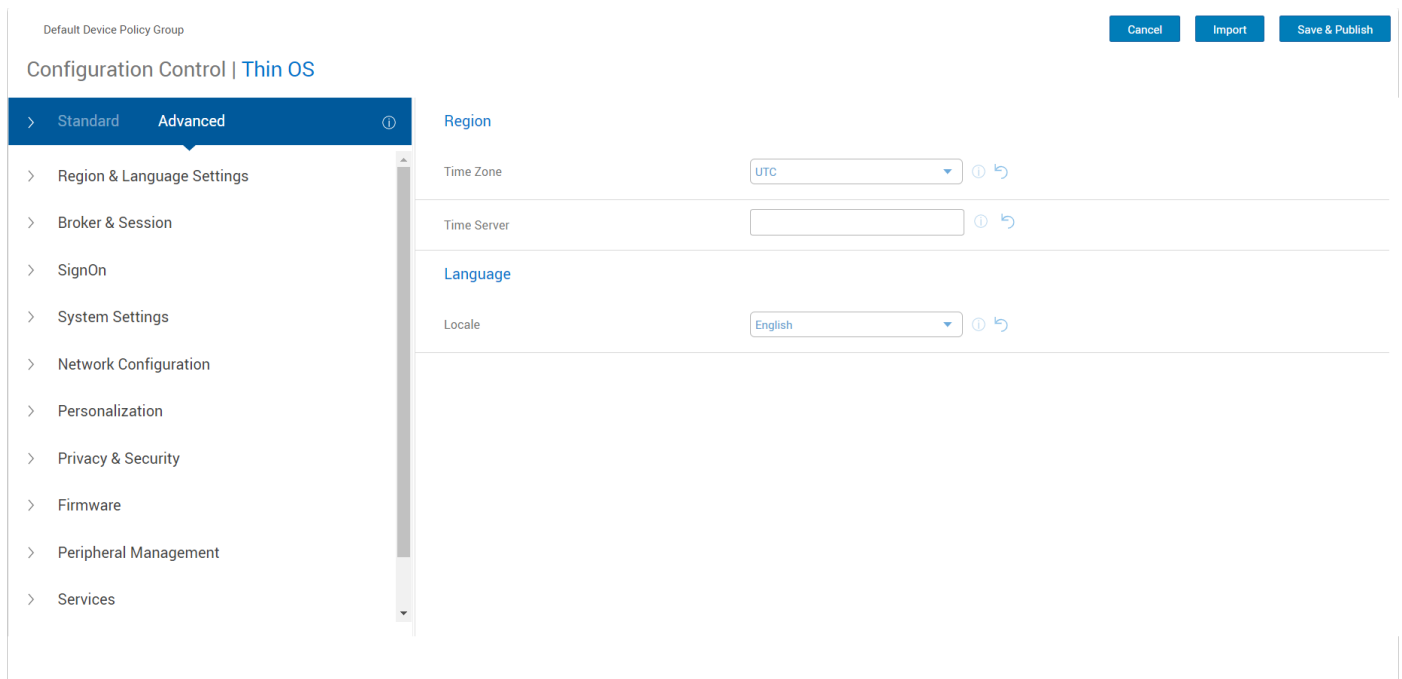 Default Device Policy Group
Cancel
Import
Save & Publish
Configuration Control | Thin OS
Standard
Advanced
Region & Language Settings
Broker & Session
SignOn
System Settings
Network Configuration
Personalization
Privacy & Security
Firmware
Peripheral Management
Services
Region
Time Zone
UTC
Time Server
Language
Locale
English